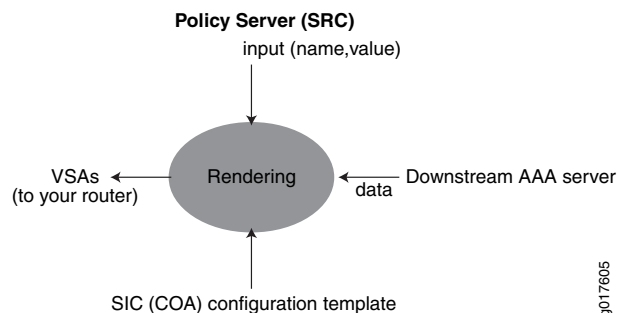 Policy Server (SRC)
input (name,value)
VSAs
(to your router)
Rendering
data
Downstream AAA server
SIC (COA) configuration template
g017605